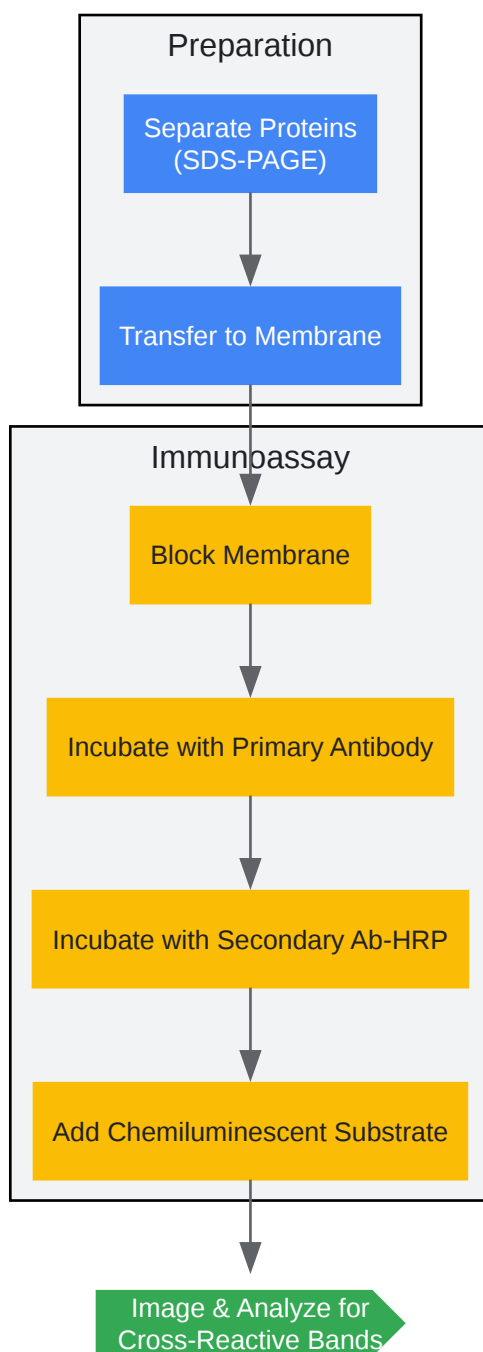 Preparation
Separate Proteins
(SDS-PAGE)
Transfer to Membrane
Immunoassay
Block Membrane
Incubate with Primary Antibody
Incubate with Secondary Ab-HRP
Add Chemiluminescent Substrate
Image & Analyze for
Cross-Reactive Bands